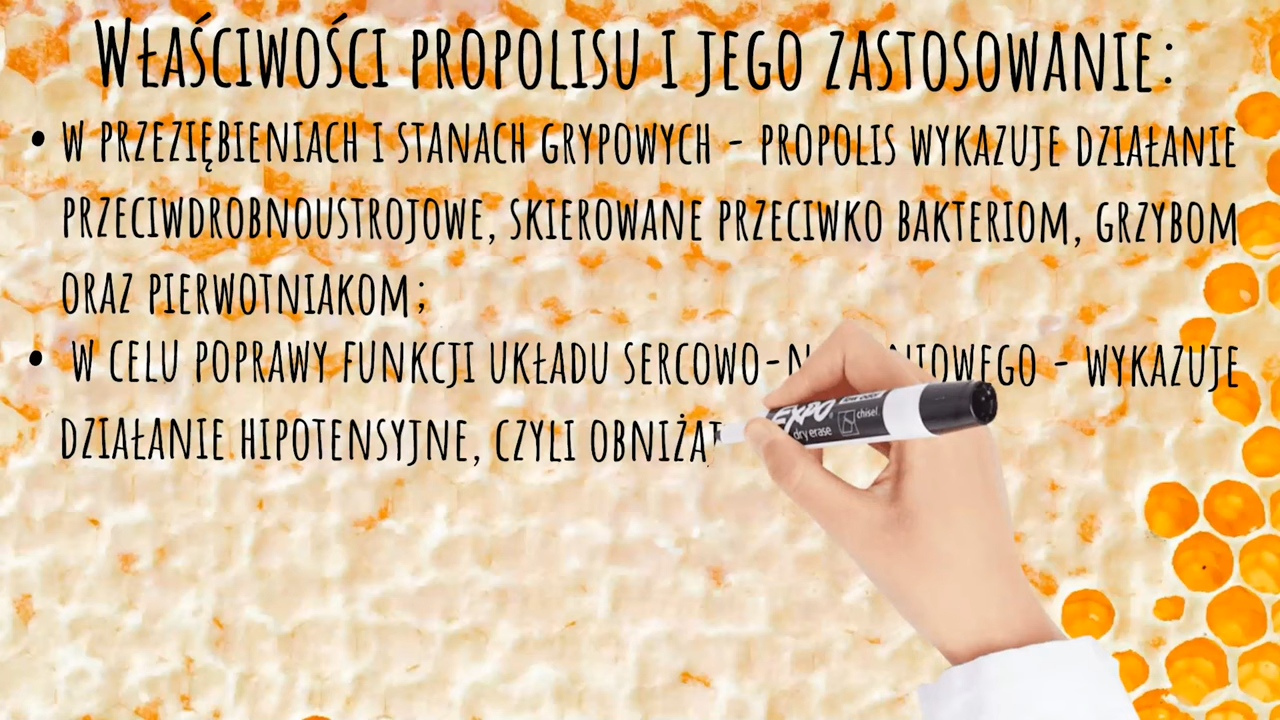 Właściwości propolisu i jego zastosowanie:
• w przeziębieniach i stanach grypowych - propolis wykazuje działanie
przeciwdrobnoustrojowe, skierowane przeciwko bakteriom, grzybom
oraz pierwotniakom;
• w celu poprawy funkcji układu - wykazuje
działanie hipotensyjne, czyli
EXPO
dry erase
chisel